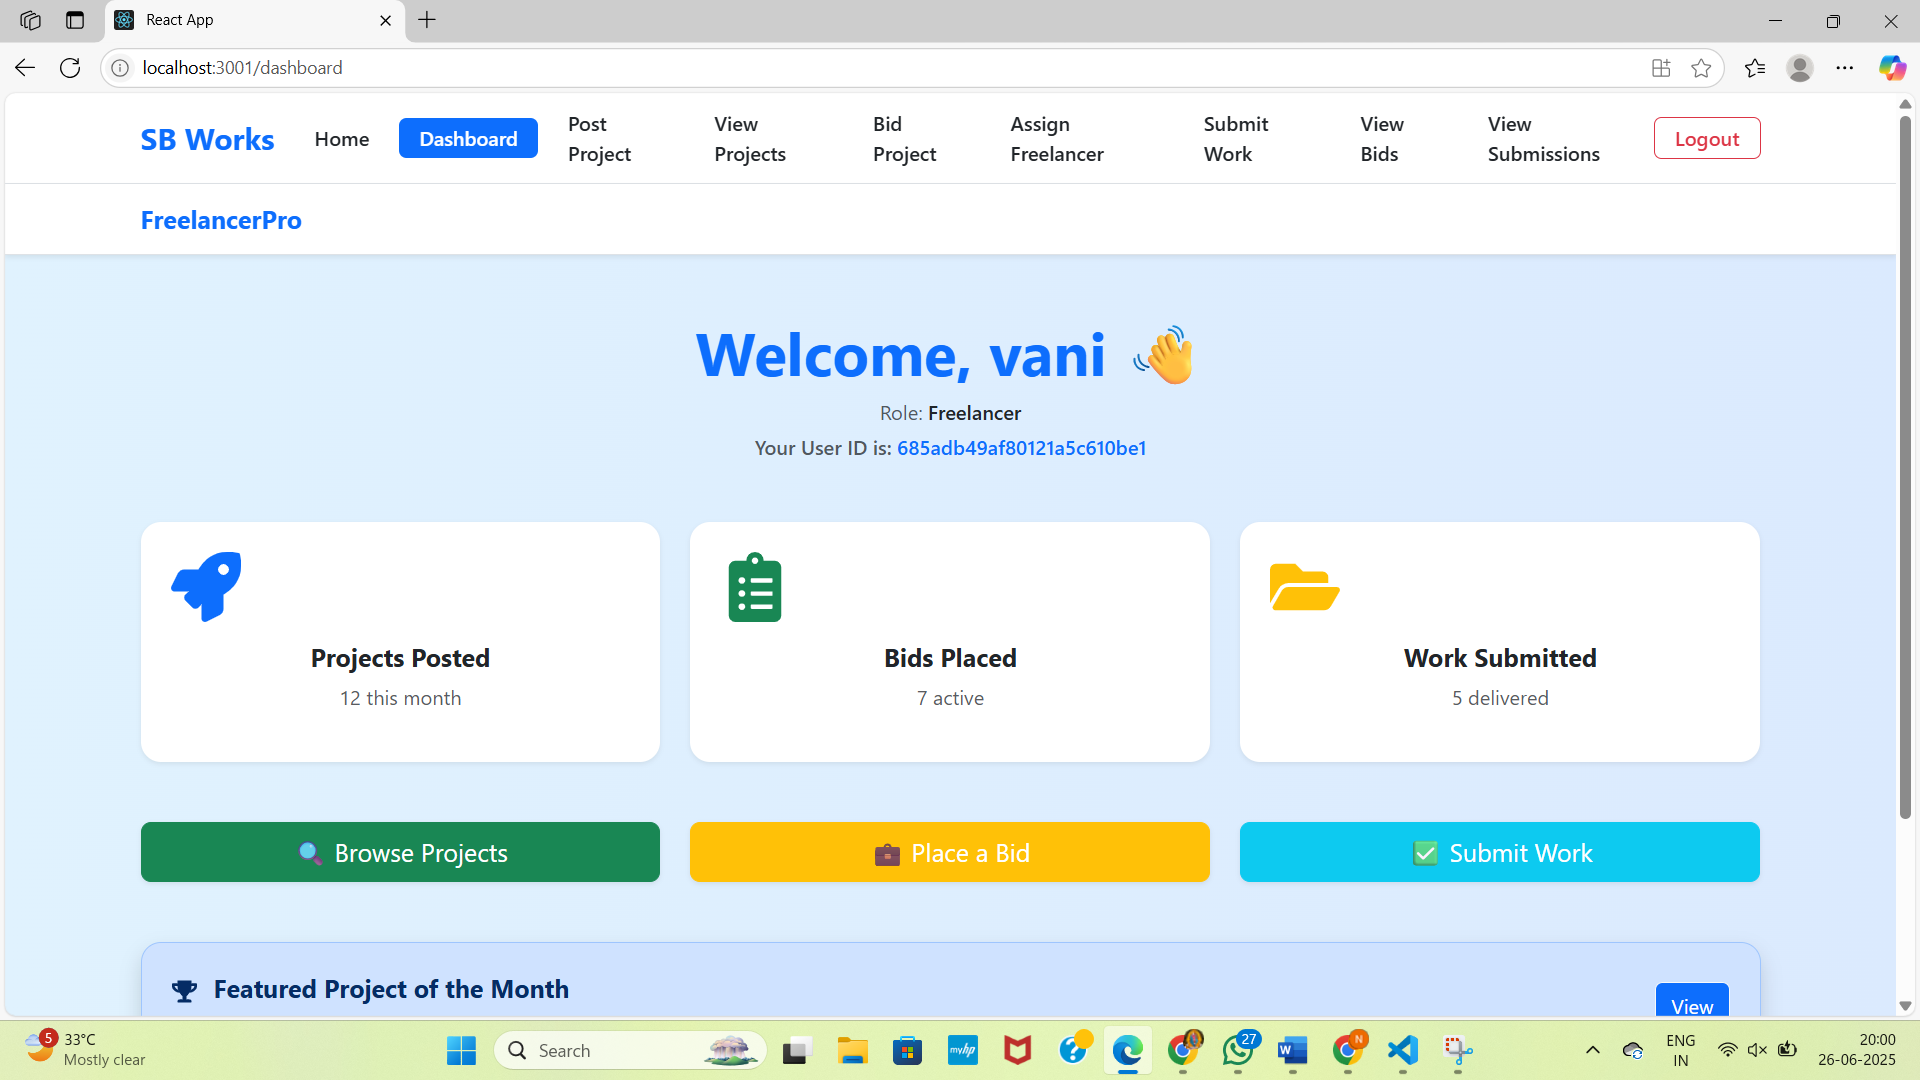 React App
localhost:3001/dashboard
SB Works
Home
Dashboard
Post
Project
View
Projects
Bid
Project
Assign
Freelancer
Submit
Work
View
Bids
View
Submissions
Logout
FreelancerPro
Welcome, vani 👋
Role: Freelancer
Your User ID is: 685adb49af80121a5c610be1
Projects Posted
12 this month
Bids Placed
7 active
Work Submitted
5 delivered
🔍 Browse Projects
💼 Place a Bid
✅ Submit Work
Featured Project of the Month
View
5
33°C
Mostly clear
Search
myhp
27
W
N
ENG
IN
20:00
26-06-2025